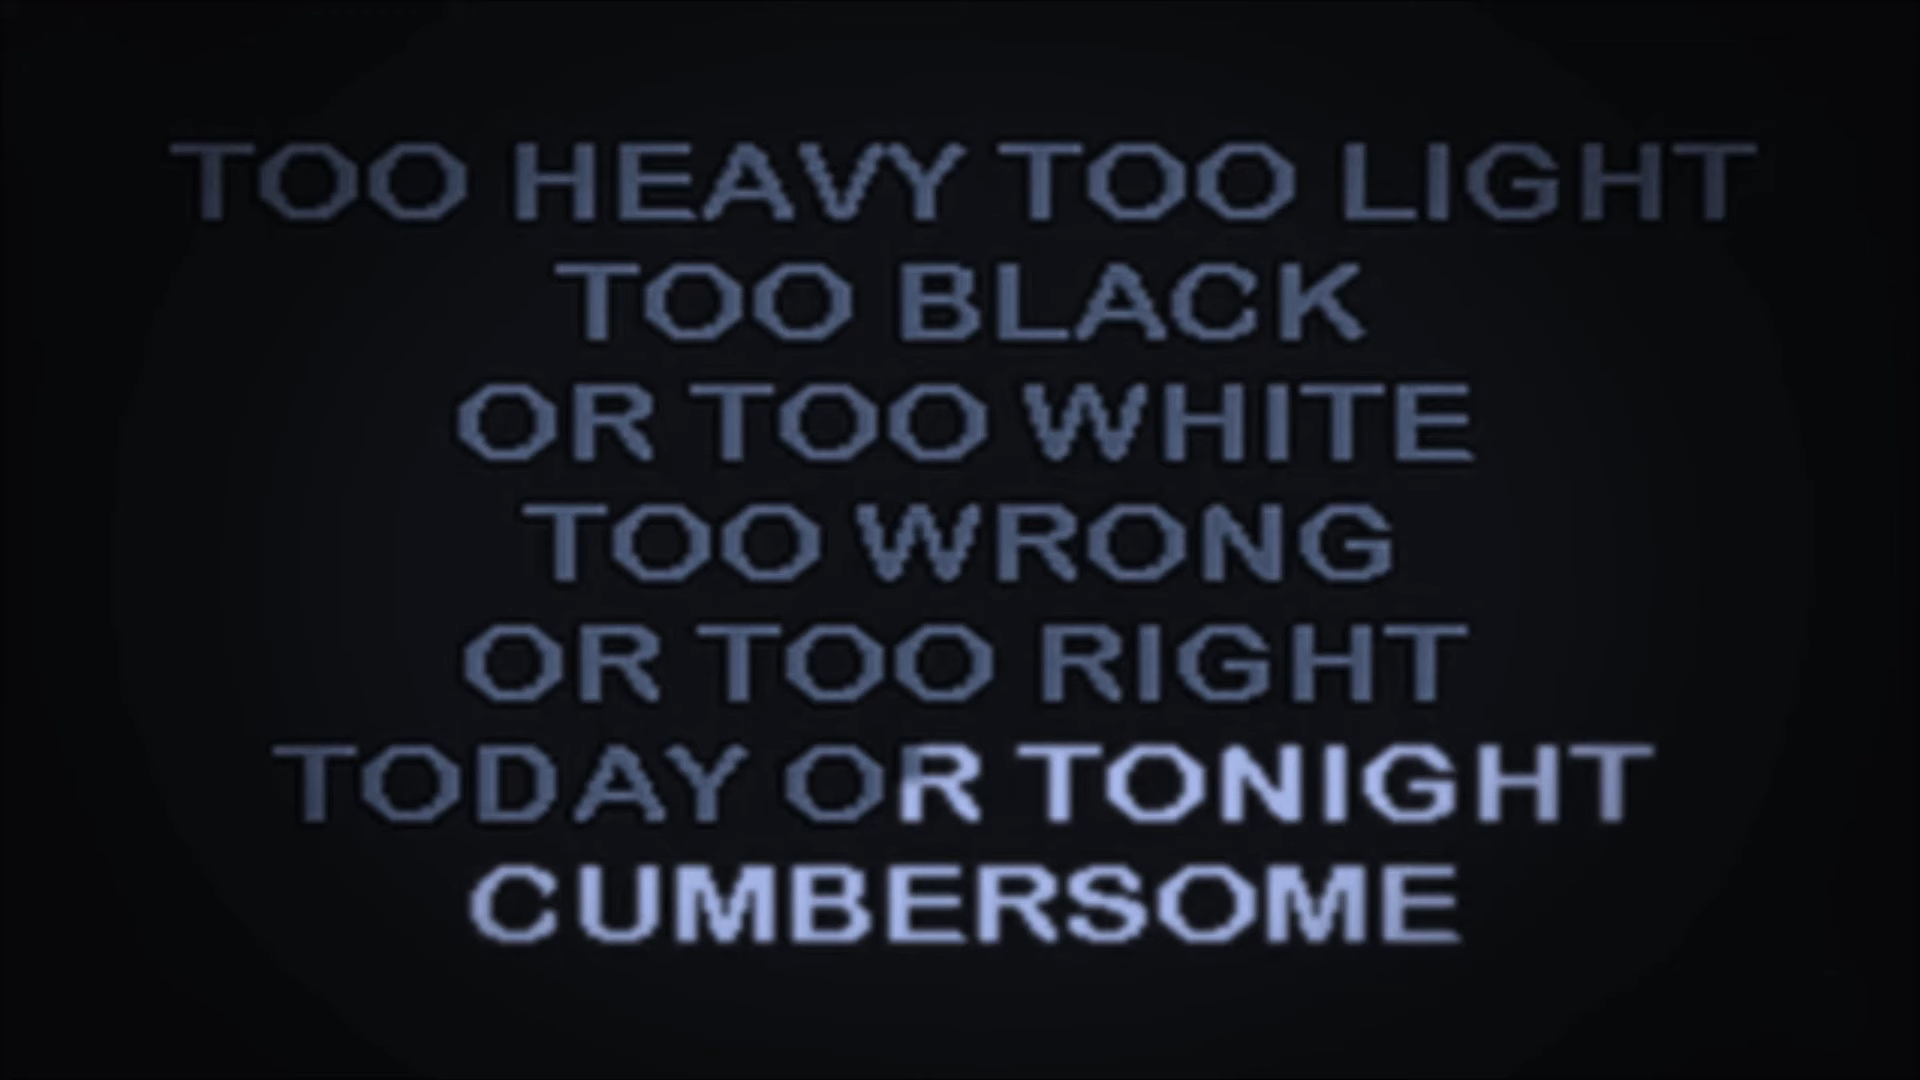 TOO HEAVY TOO LIGHT
TOO BLACK
OR TOO WHITE
TOO WRONG
OR TOO RIGHT
TODAY OR TONIGHT
CUMBERSOME